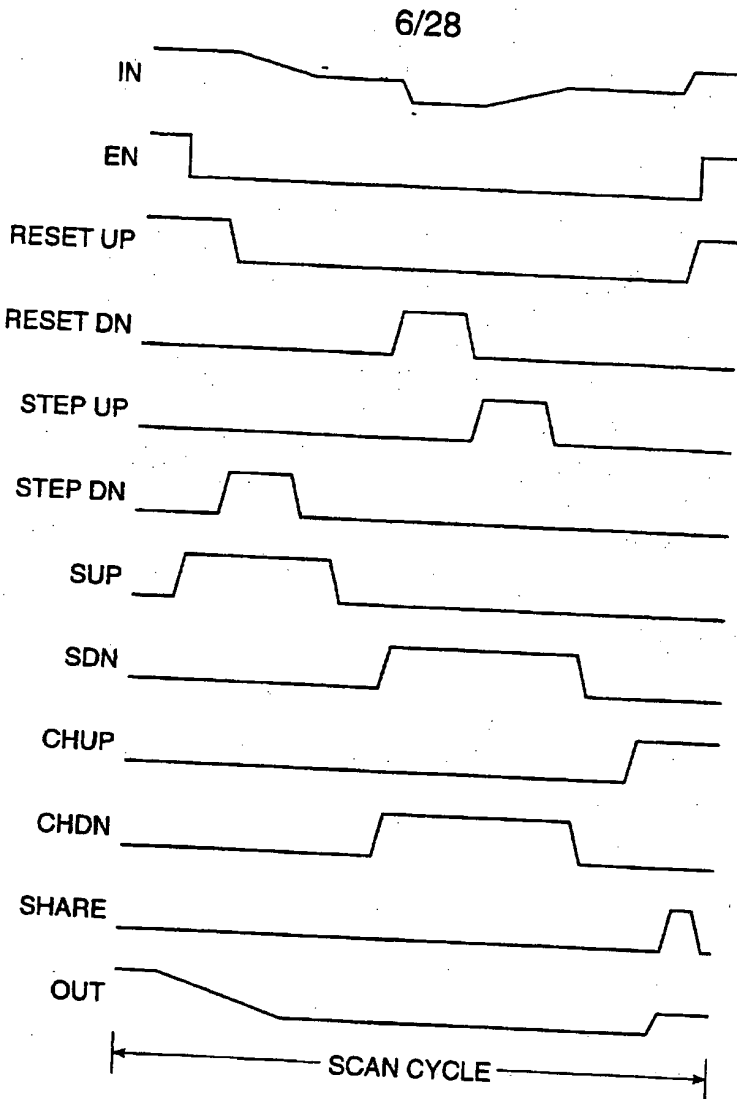 6/28
IN
EN
RESET UP
RESET DN
STEP UP
STEP DN
SUP
SDN
CHUP
CHDN
SHARE
OUT
SCAN CYCLE